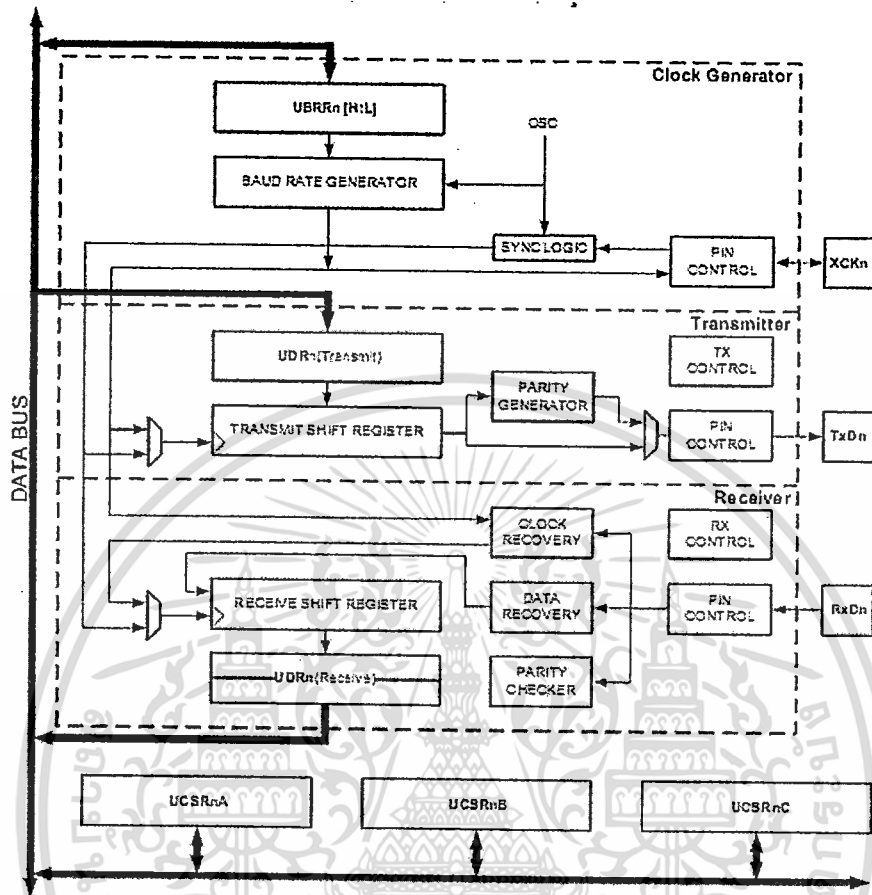 Clock Generator
UBRRn [H:L]
OSC
BAUD RATE GENERATOR
SYNC LOGIC
PIN
CONTROL
XCKn
Transmitter
UDRn(Transmit)
TX
CONTROL
PARITY
GENERATOR
TRANSMIT SHIFT REGISTER
PIN
CONTROL
TxDn
DATA BUS
Receiver
CLOCK
RECOVERY
RX
CONTROL
RECEIVE SHIFT REGISTER
DATA
RECOVERY
PIN
CONTROL
RxDn
UDRn(Receive)
PARITY
CHECKER
UCSRnA
UCSRnB
UCSRnC